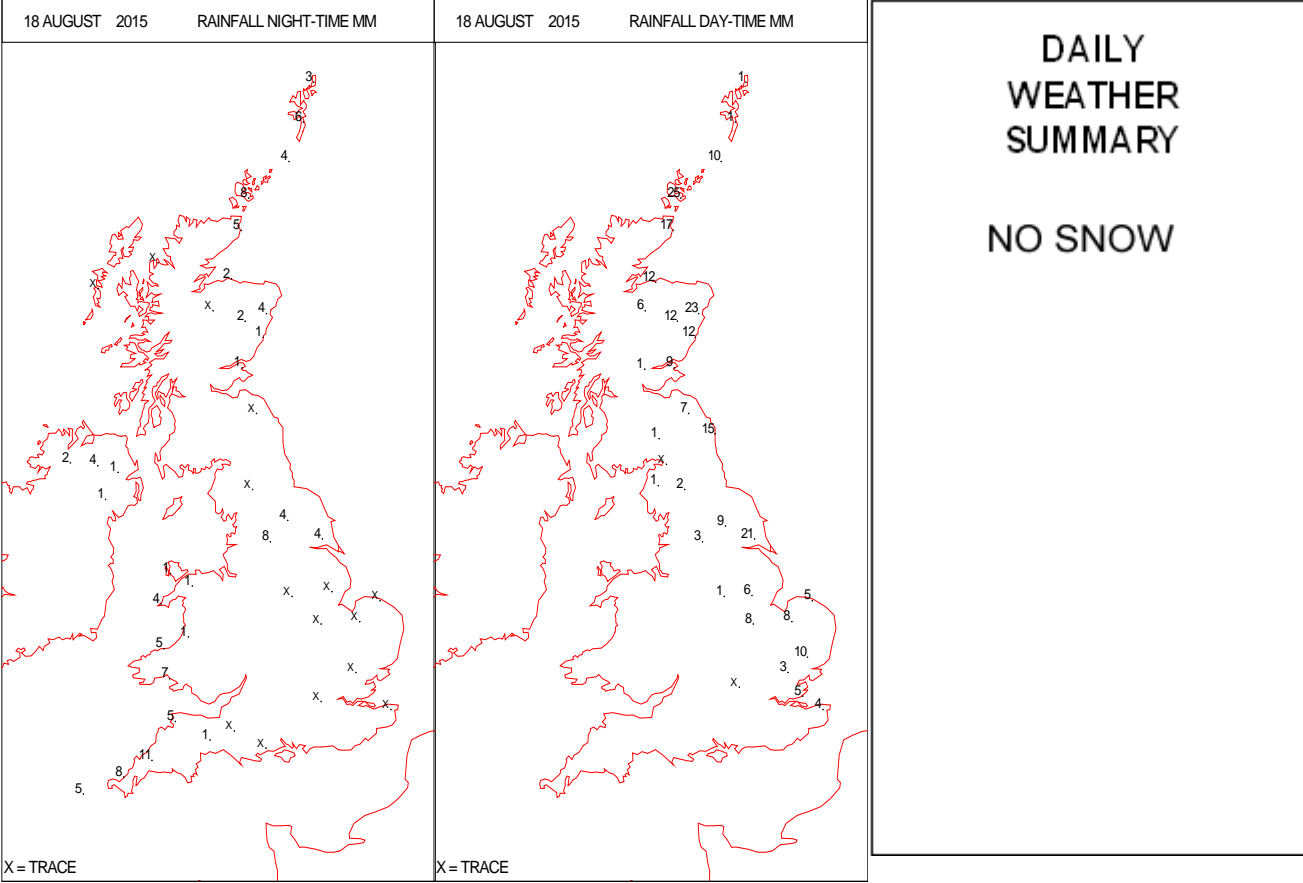 18 AUGUST 2015 RAINFALL NIGHT-TIME MM
3
6
4
8
5
X
2
X
X
4
2
1
1
X
2
4
1
1
X
4
8
4
1
1
X
X
4
X
X
X
1
5
X
7
X
X
5
X
1
X
11
8
5
X = TRACE
18 AUGUST 2015 RAINFALL DAY-TIME MM
1
1
10
25
17
12
6
23
12
12
9
1
7
15
1
X
1
2
9
3
21
1
6
5
8
8
10
3
X
5
4
X = TRACE
DAILY
WEATHER
SUMMARY
NO SNOW